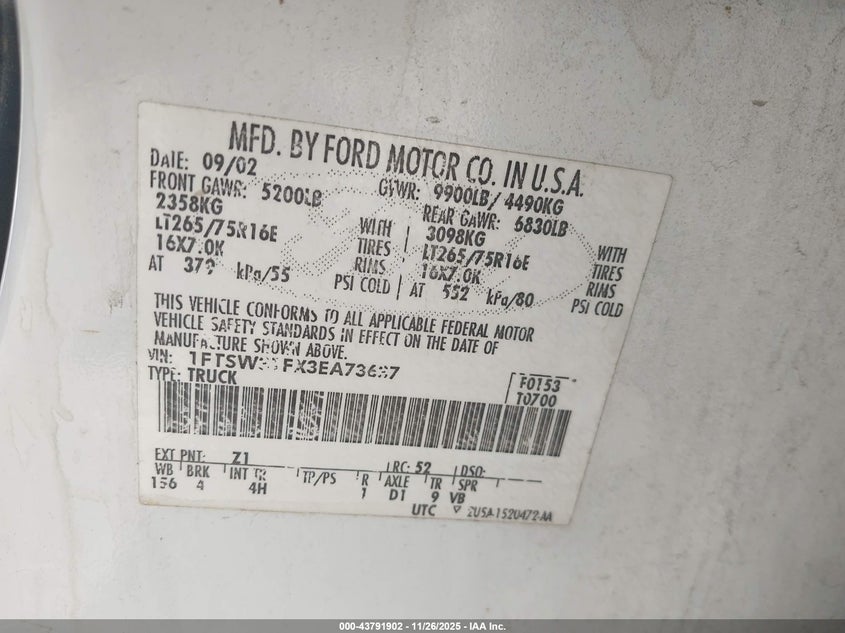 MFD. BY FORD MOTOR CO. IN U.S.A.
DATE: 09/02 GVWR: 9900LB/ 4490KG
FRONT GAWR: 5200LB REAR GAWR: 6830LB
2358KG WITH 3098KG WITH
LT265/75R16E TIRES LT265/75R16E TIRES
16X7.0K RIMS 16X7.0K RIMS
AT 379 kPa/55 PSI COLD AT 552 kPa/80 PSI COLD
THIS VEHICLE CONFORMS TO ALL APPLICABLE FEDERAL MOTOR
VEHICLE SAFETY STANDARDS IN EFFECT ON THE DATE OF
MANUFACTURE SHOWN ABOVE.
VIN:
TYPE: TRUCK
F0153
T0700
EXT PNT: Z1 RC: 52 DSO:
WB BRK INT TR TP/PS R AXLE TR SPR
156 4 4H 1 D1 9 VB
UTC ▽ 2U5A-1520472-AA
000-43791902 - 11/26/2025 - IAA Inc.